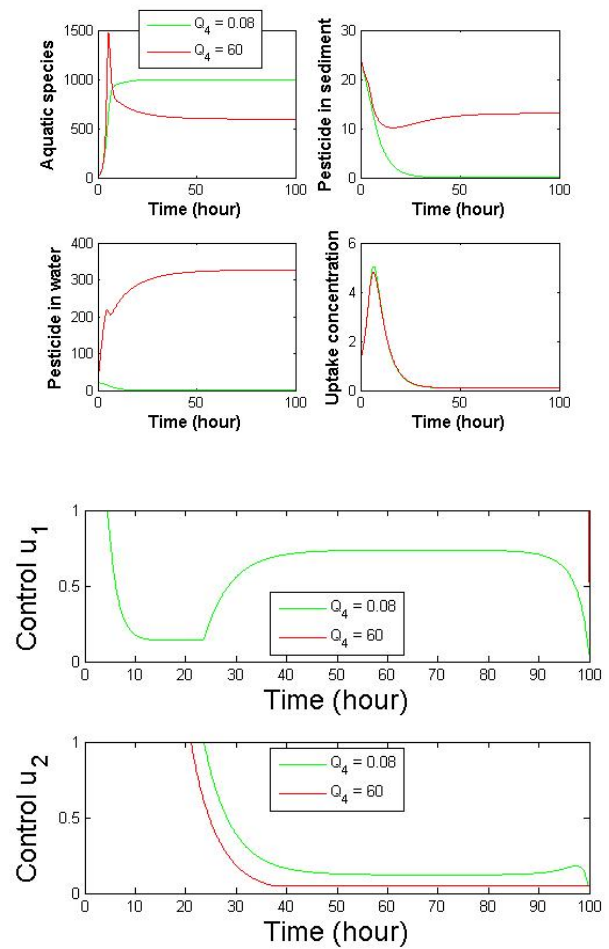 Q4 = 0.08
Q4 = 60
1500
1000
500
0
0 50 100
Aquatic species
Time (hour)
30
20
10
0
0 50 100
Pesticide in sediment
Time (hour)
400
300
200
100
0
0 50 100
Pesticide in water
Time (hour)
6
4
2
0
0 50 100
Uptake concentration
Time (hour)
1
0.5
0
0 10 20 30 40 50 60 70 80 90 100
Control u1
Q4 = 0.08
Q4 = 60
Time (hour)
1
0.5
0
0 10 20 30 40 50 60 70 80 90 100
Control u2
Q4 = 0.08
Q4 = 60
Time (hour)